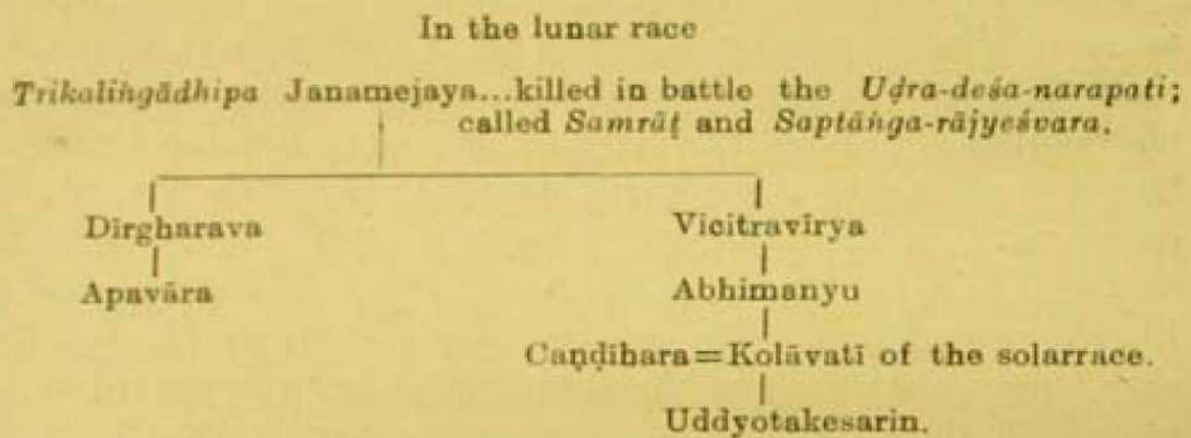 In the lunar race
Trikaliṅgādhipa Janamejaya...killed in battle the Uḍra-deśa-narapati;
called Samrāṭ and Saptāṅga-rājyeśvara.
Dīrgharava Vicitravīrya
Apavāra Abhimanyu
Caṇḍihara=Kolāvatī of the solarrace.
Uddyotakesarin.